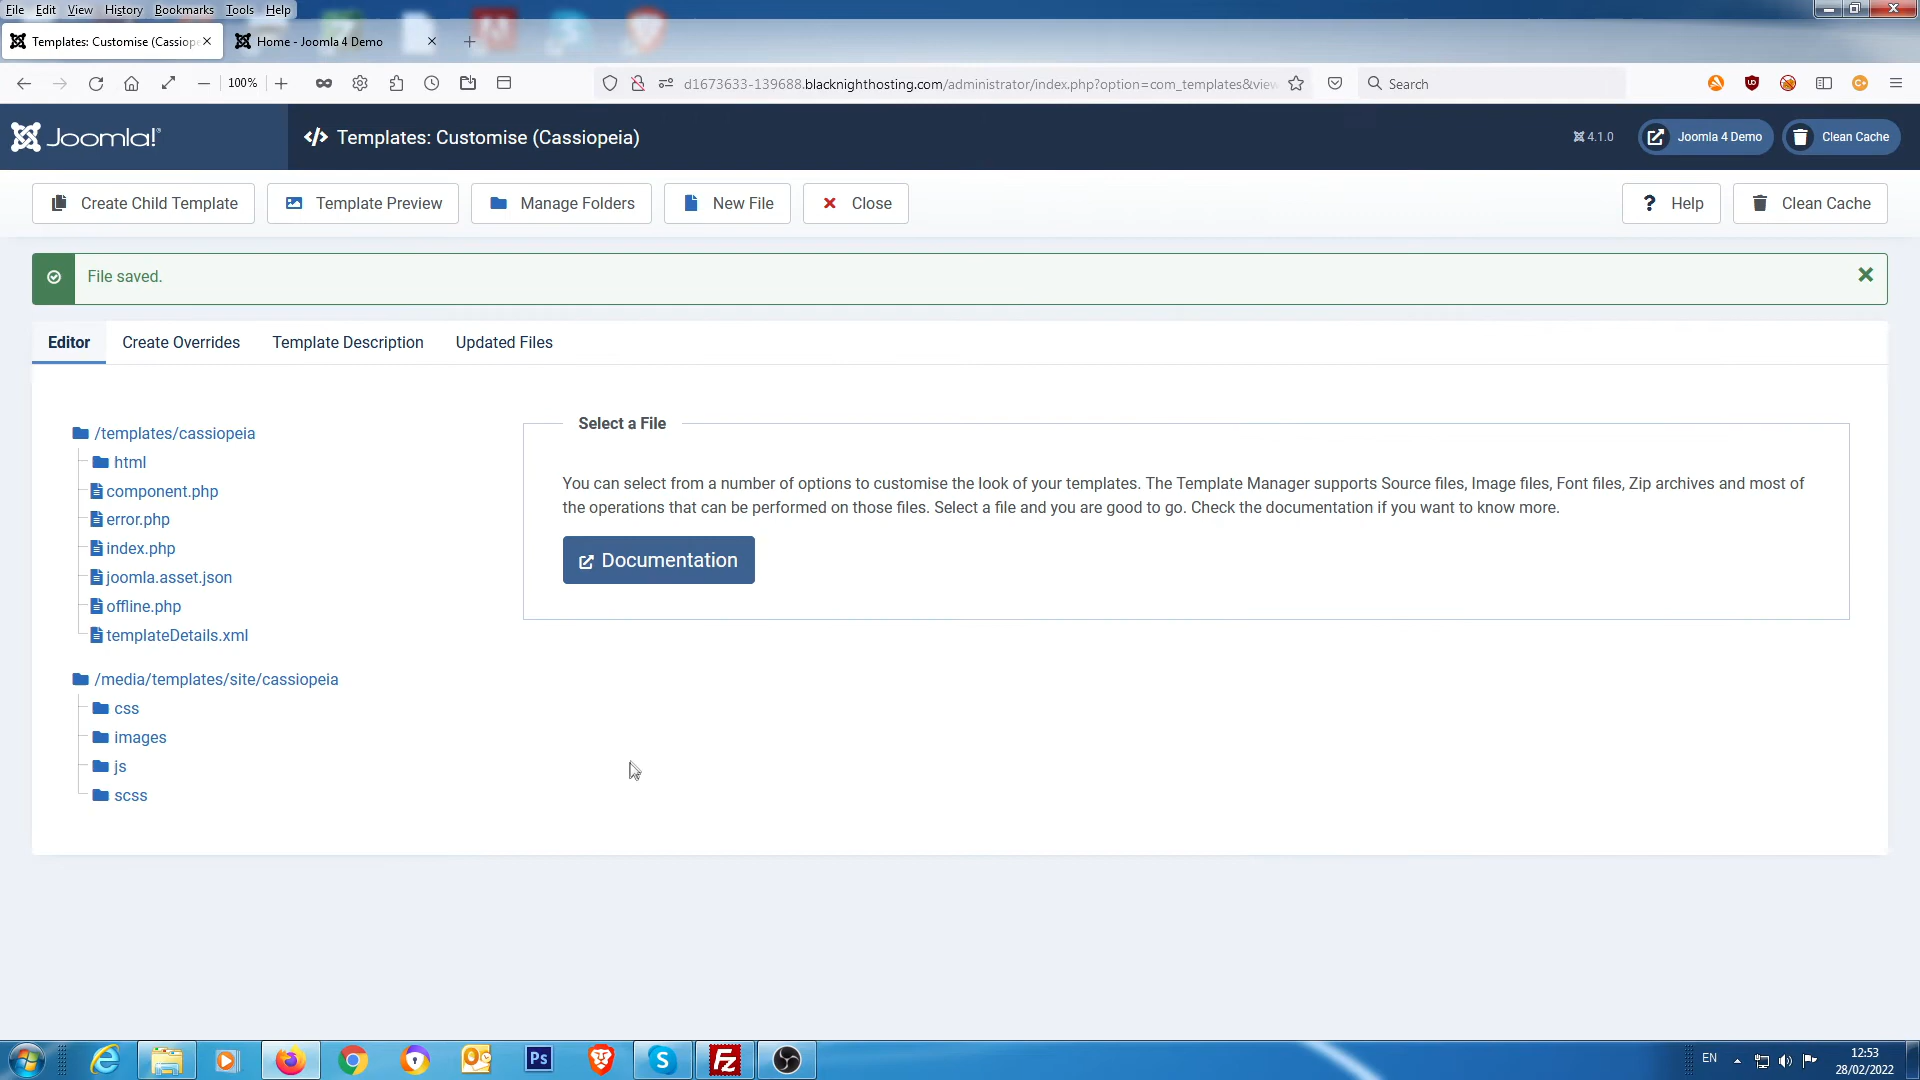 File Edit View History Bookmarks Tools Help
Templates: Customise (Cassiope
Home - Joomla 4 Demo
100%
d1673633-139688.blacknighthosting.com/administrator/index.php?option=com_templates&view
Search
Joomla!
Templates: Customise (Cassiopeia)
4.1.0
Joomla 4 Demo
Clean Cache
Create Child Template
Template Preview
Manage Folders
New File
Close
Help
Clean Cache
File saved.
Editor
Create Overrides
Template Description
Updated Files
/templates/cassiopeia
html
component.php
error.php
index.php
joomla.asset.json
offline.php
templateDetails.xml
/media/templates/site/cassiopeia
css
images
js
scss
Select a File
You can select from a number of options to customise the look of your templates. The Template Manager supports Source files, Image files, Font files, Zip archives and most of
the operations that can be performed on those files. Select a file and you are good to go. Check the documentation if you want to know more.
Documentation
Ps
EN
12:53
28/02/2022